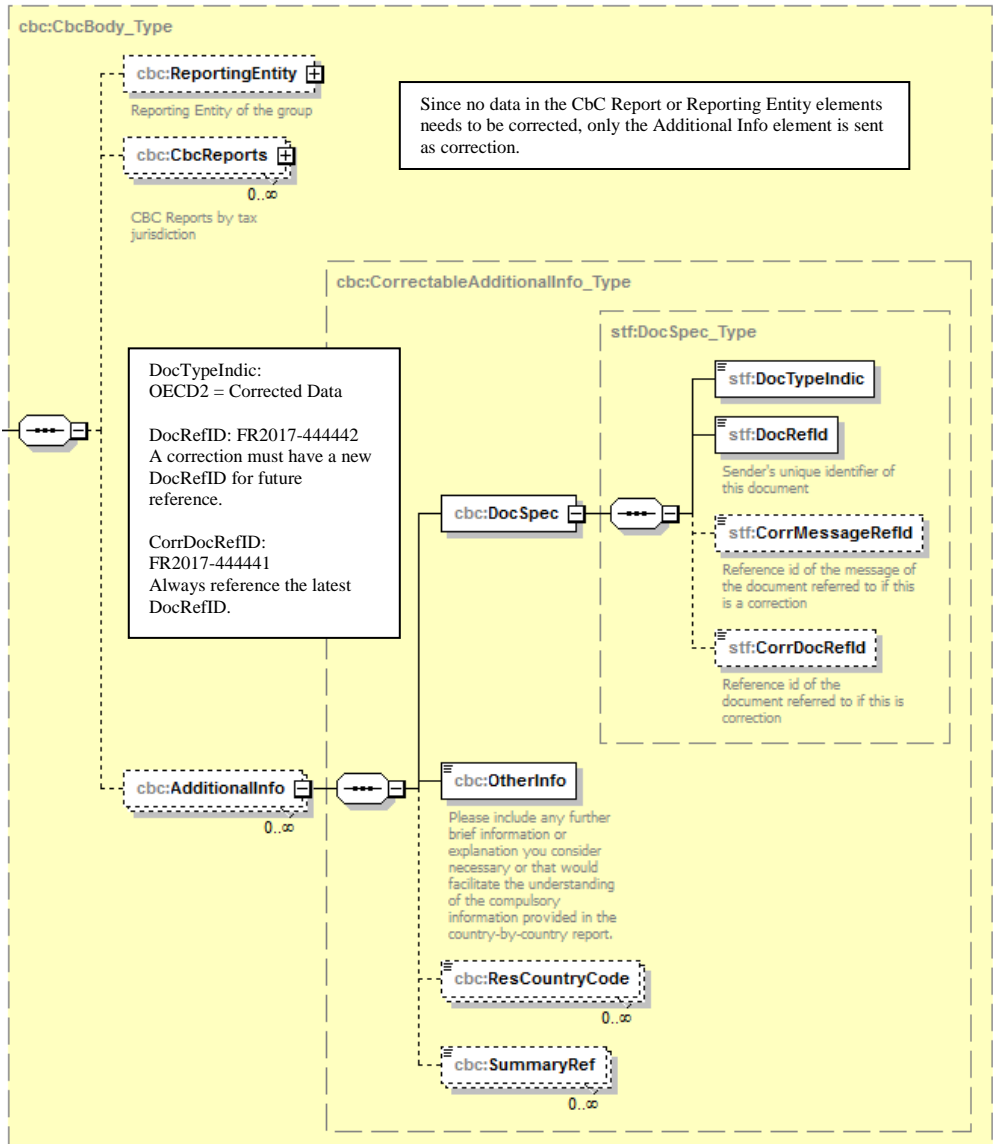 cbc:CbcBody_Type
cbc:ReportingEntity
Reporting Entity of the group
Since no data in the CbC Report or Reporting Entity elements
needs to be corrected, only the Additional Info element is sent
as correction.
cbc:CbcReports
0..∞
CBC Reports by tax
jurisdiction
cbc:CorrectableAdditionalInfo_Type
stf:DocSpec_Type
DocTypeIndic:
OECD2 = Corrected Data
DocRefID: FR2017-444442
A correction must have a new
DocRefID for future
reference.
CorrDocRefID:
FR2017-444441
Always reference the latest
DocRefID.
stf:DocTypeIndic
stf:DocRefId
Sender's unique identifier of
this document
cbc:DocSpec
stf:CorrMessageRefId
Reference id of the message of
the document referred to if this
is a correction
stf:CorrDocRefId
Reference id of the
document referred to if this is
correction
cbc:AdditionalInfo
0..∞
cbc:OtherInfo
Please include any further
brief information or
explanation you consider
necessary or that would
facilitate the understanding
of the compulsory
information provided in the
country-by-country report.
cbc:ResCountryCode
0..∞
cbc:SummaryRef
0..∞